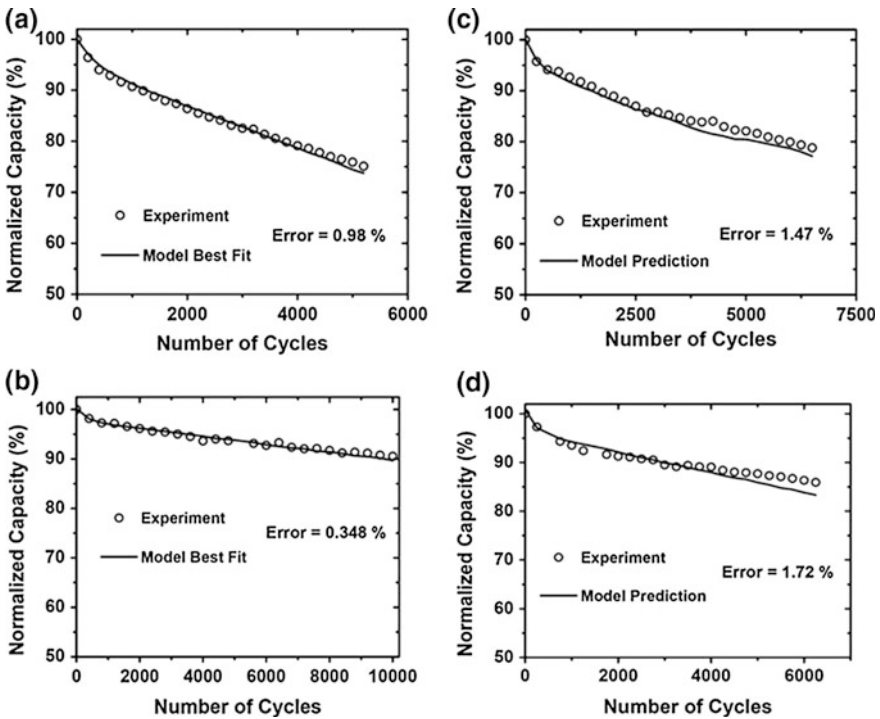 (a)
Normalized Capacity (%)
100
90
80
70
60
50
Experiment
Model Best Fit
Error = 0.98 %
0
2000
4000
6000
Number of Cycles
(c)
Normalized Capacity (%)
100
90
80
70
60
50
Experiment
Model Prediction
Error = 1.47 %
0
2500
5000
7500
Number of Cycles
(b)
Normalized Capacity (%)
100
90
80
70
60
50
Experiment
Model Best Fit
Error = 0.348 %
0
2000
4000
6000
8000
10000
Number of Cycles
(d)
Normalized Capacity (%)
100
90
80
70
60
50
Experiment
Model Prediction
Error = 1.72 %
0
2000
4000
6000
Number of Cycles